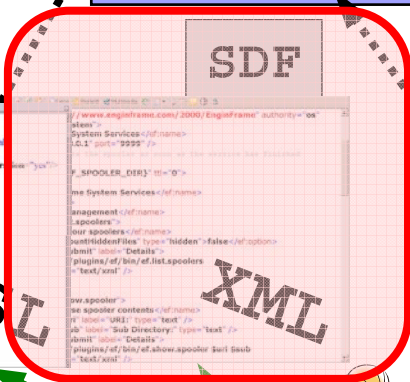 SDF
//www.enginframe.com/2000/EnginFrame" authority="os"
System Services</ef:name>
.0.1" port="9999" />
F_SPOOLER_DIR}" ttl="0">
me System Services</ef:name>
anagement</ef:name>
.spoolers">
our spoolers</ef:name>
ountHiddenFiles" type="hidden">false</ef:option>
ubmit" label="Details">
/plugins/ef/bin/ef.list.spoolers
="text/xml" />
ow.spooler">
se spooler contents</ef:name>
ri" label="URI:" type="text" />
ub" label="Sub Directory:" type="text" />
ubmit" label="Details">
/plugins/ef/bin/ef.show.spooler $uri $sub
="text/xml" />
XML
L